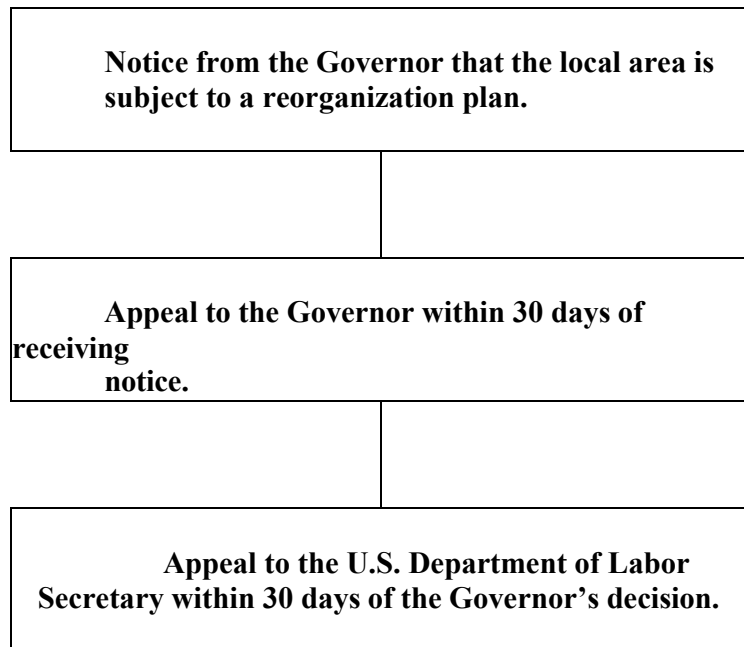 Notice from the Governor that the local area is
subject to a reorganization plan.
Appeal to the Governor within 30 days of
receiving
notice.
Appeal to the U.S. Department of Labor
Secretary within 30 days of the Governor’s decision.